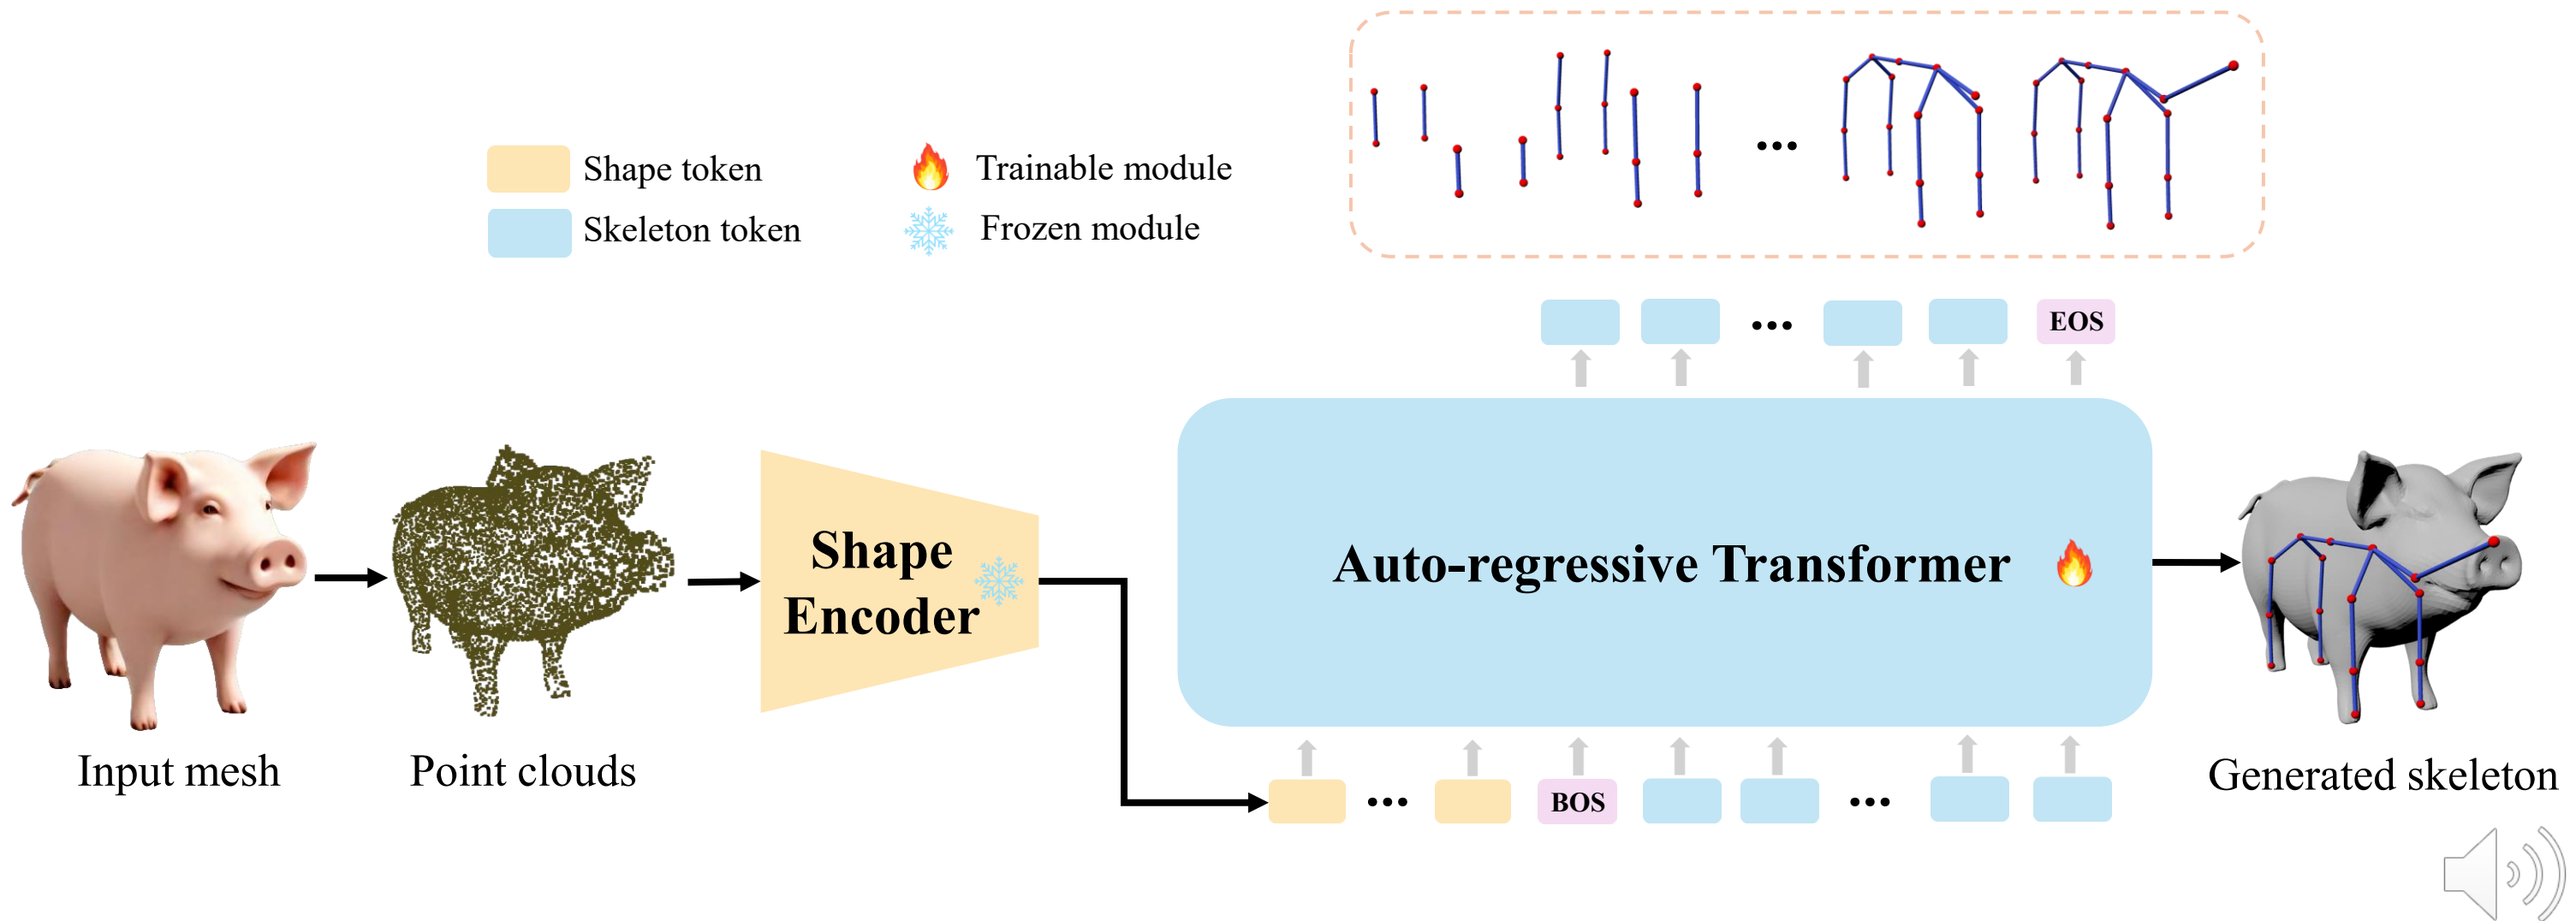 Shape token
Trainable module
Skeleton token
Frozen module
EOS
Shape
Encoder
Auto-regressive Transformer
BOS
Input mesh
Point clouds
Generated skeleton